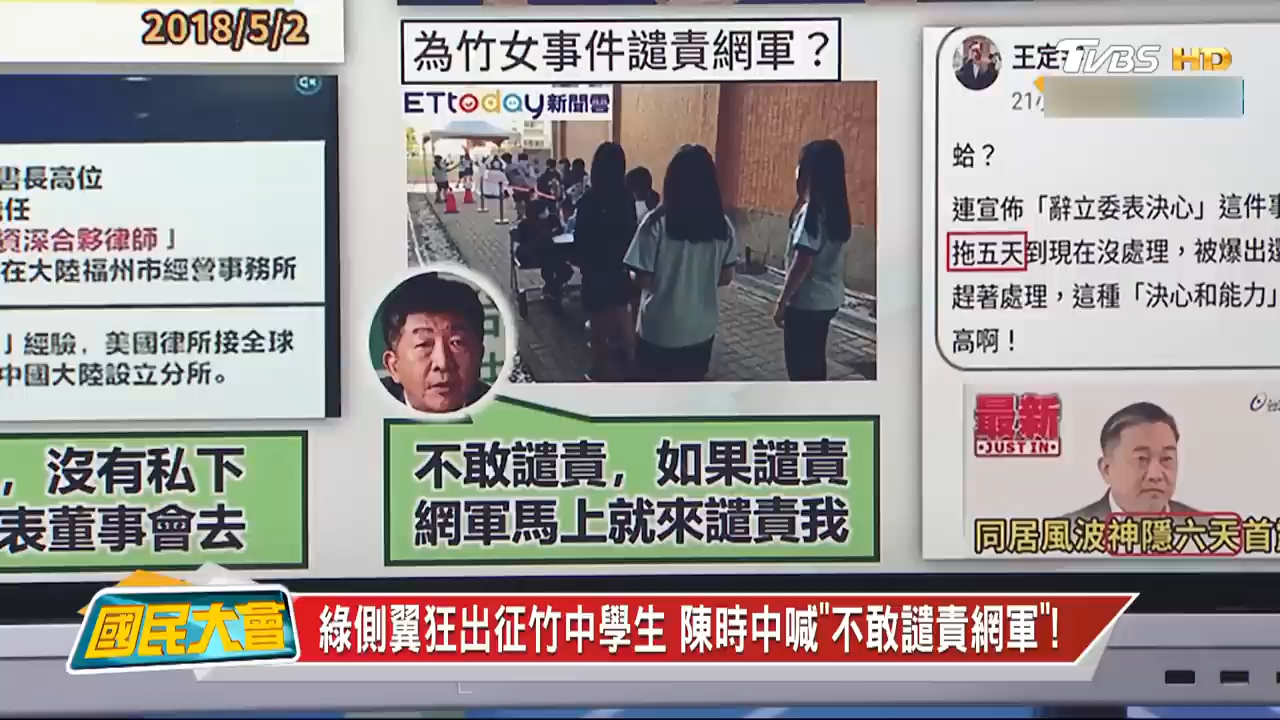 2018/5/2
書長高位
任
資深合夥律師」
在大陸福州市經營事務所
」經驗，美國律所接全球
中國大陸設立分所。
，沒有私下
表董事會去
為竹女事件譴責網軍？
ETtoday新聞雲
不敢譴責，如果譴責
網軍馬上就來譴責我
王定
TVBS HD
21
蛤？
連宣佈「辭立委表決心」這件事
拖五天到現在沒處理，被爆出
趕著處理，這種「決心和能力」
高啊！
最新
JUST IN
同居風波神隱六天首
國民大會
綠側翼狂出征竹中學生 陳時中喊"不敢譴責網軍"!